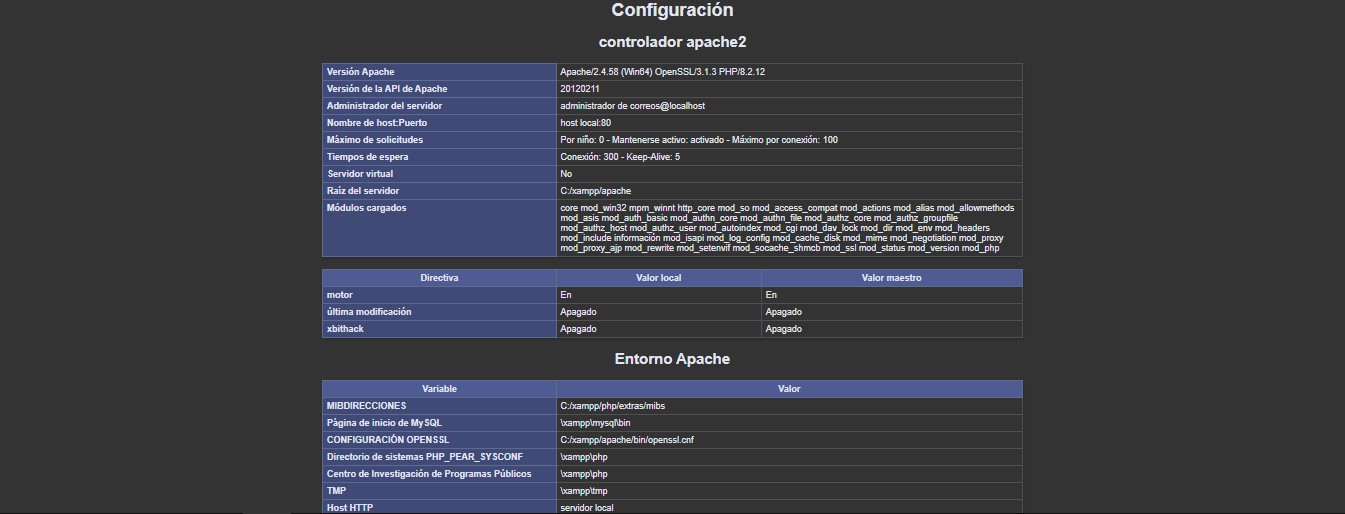 Configuración
controlador apache2
Versión Apache Apache/2.4.58 (Win64) OpenSSL/3.1.3 PHP/8.2.12
Versión de la API de Apache 20120211
Administrador del servidor administrador de correos@localhost
Nombre de host:Puerto host local:80
Máximo de solicitudes Por niño: 0 - Mantenerse activo: activado - Máximo por conexión: 100
Tiempos de espera Conexión: 300 - Keep-Alive: 5
Servidor virtual No
Raíz del servidor C:/xampp/apache
Módulos cargados core mod_win32 mpm_winnt http_core mod_so mod_access_compat mod_actions mod_alias mod_allowmethods
mod_asis mod_auth_basic mod_authn_core mod_authn_file mod_authz_core mod_authz_groupfile
mod_authz_host mod_authz_user mod_autoindex mod_cgi mod_dav_lock mod_dir mod_env mod_headers
mod_include información mod_isapi mod_log_config mod_cache_disk mod_mime mod_negotiation mod_proxy
mod_proxy_ajp mod_rewrite mod_setenvif mod_socache_shmcb mod_ssl mod_status mod_version mod_php
Directiva Valor local Valor maestro
motor En En
última modificación Apagado Apagado
xbithack Apagado Apagado
Entorno Apache
Variable Valor
MIBDIRECCIONES C:/xampp/php/extras/mibs
Página de inicio de MySQL \xampp\mysql\bin
CONFIGURACIÓN OPENSSL C:/xampp/apache/bin/openssl.cnf
Directorio de sistemas PHP_PEAR_SYSCONF \xampp\php
Centro de Investigación de Programas Públicos \xampp\php
TMP \xampp\tmp
Host HTTP servidor local